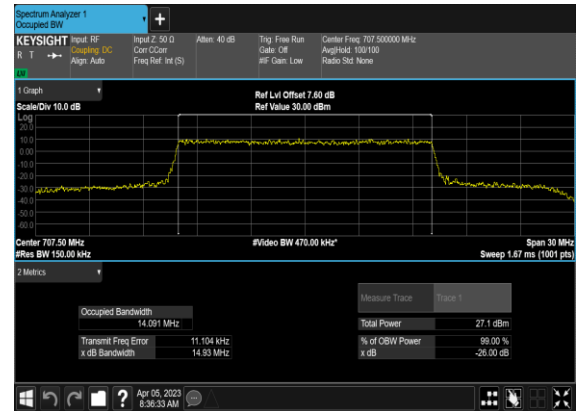 Spectrum Analyzer 1
Occupied BW
+
KEYSIGHT Input: RF Input Z: 50 Ω Atten: 40 dB Trig: Free Run Center Freq: 707.500000 MHz
R T Coupling: DC Corr CCorr Gate: Off Avg|Hold: 100/100
Align: Auto Freq Ref: Int (S) #IF Gain: Low Radio Std: None
LXI
1 Graph
Ref Lvl Offset 7.60 dB
Scale/Div 10.0 dB Ref Value 30.00 dBm
Log
20.0
10.0
0.00
-10.0
-20.0
-30.0
-40.0
-50.0
-60.0
Center 707.50 MHz #Video BW 470.00 kHz* Span 30 MHz
#Res BW 150.00 kHz Sweep 1.67 ms (1001 pts)
2 Metrics
Measure Trace Trace 1
Occupied Bandwidth
14.091 MHz Total Power 27.1 dBm
Transmit Freq Error 11.104 kHz % of OBW Power 99.00 %
x dB Bandwidth 14.93 MHz x dB -26.00 dB
? Apr 05, 2023
8:36:33 AM